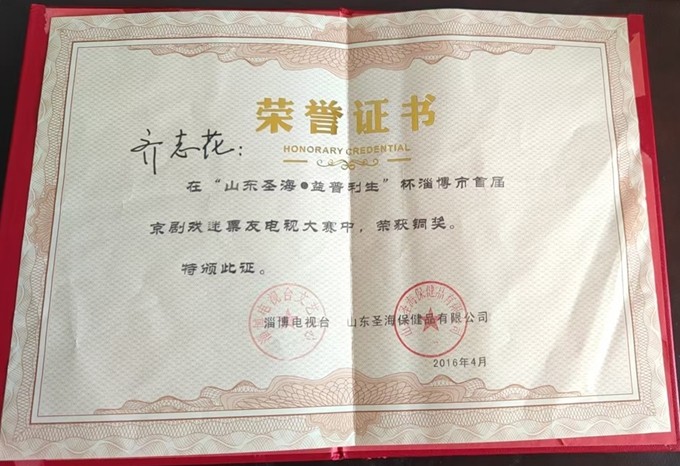 荣誉证书
HONORARY CREDENTIAL
齐志花：
在“山东圣海●益普利生”杯淄博市首届
京剧戏迷票友电视大赛中，荣获铜奖。
特颁此证。
淄博电视台 山东圣海保健品有限公司
2016年4月